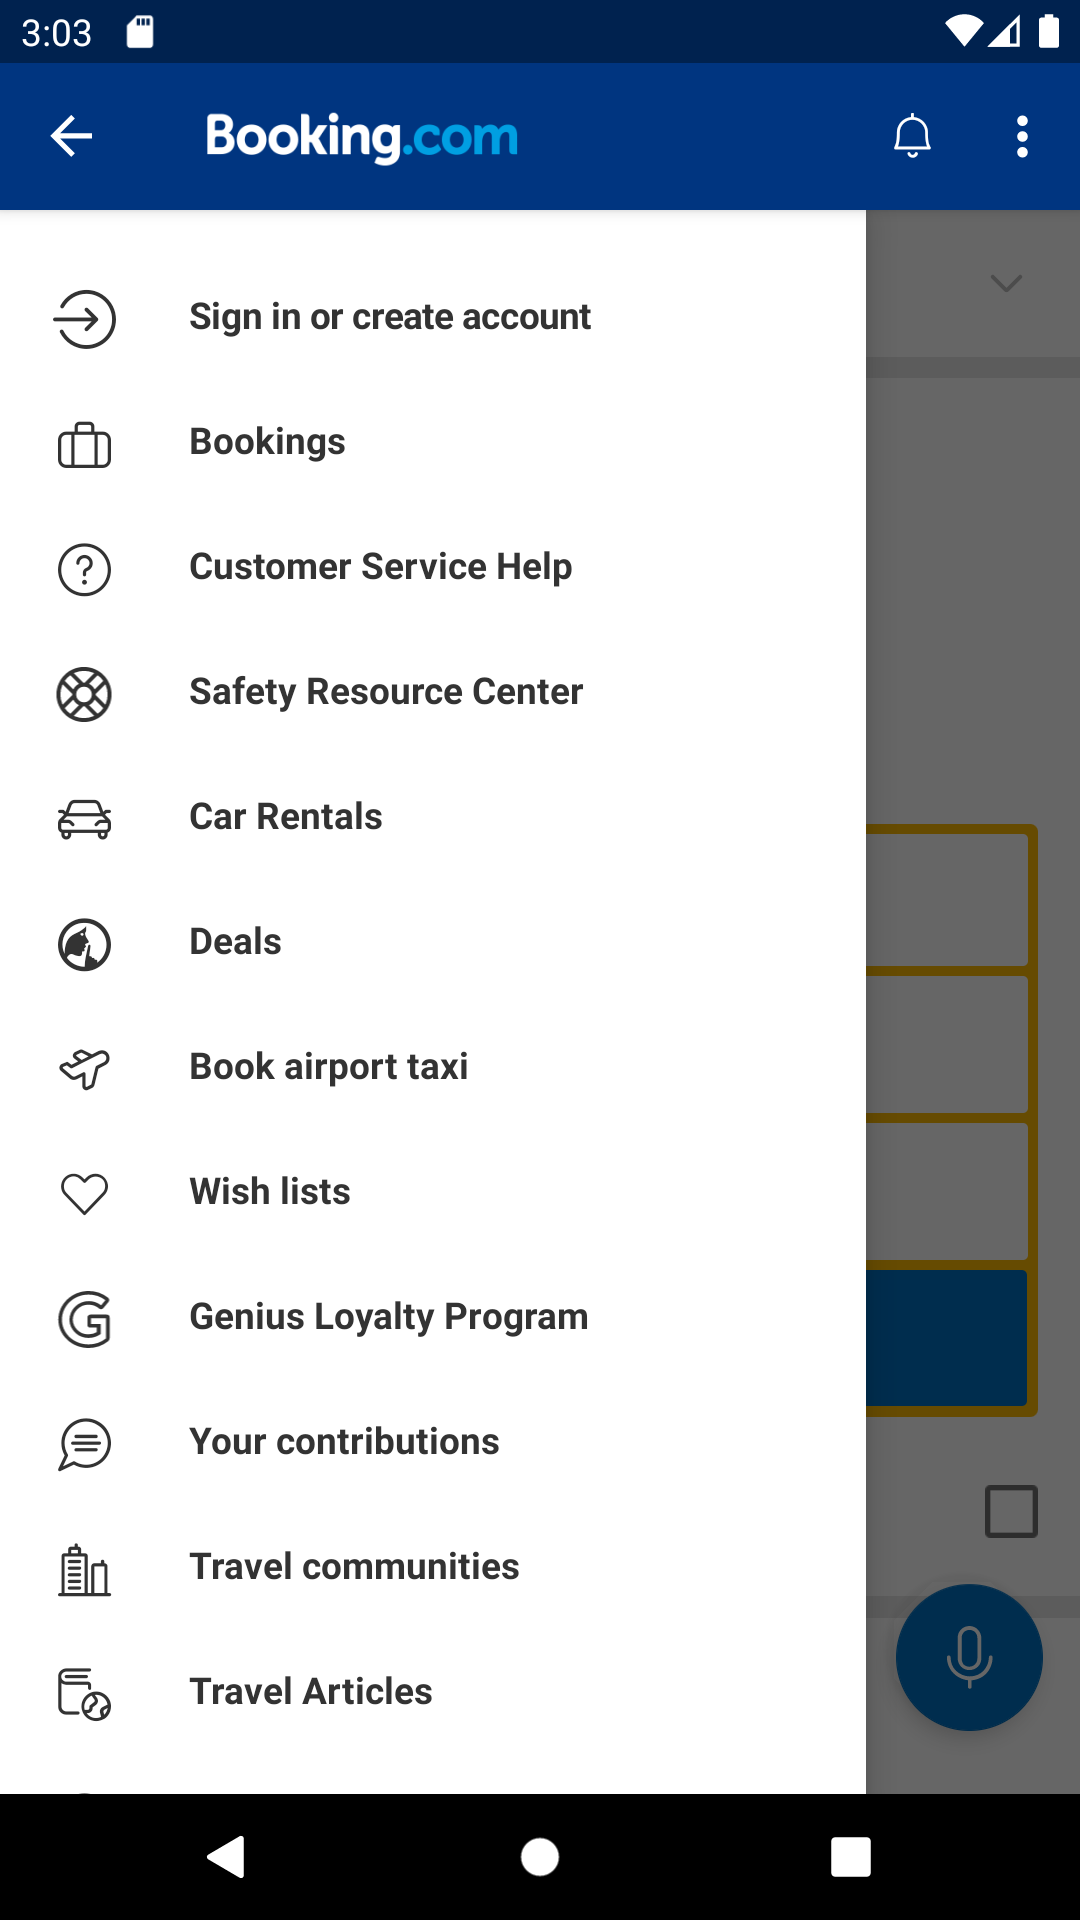 3:03
Booking.com
Sign in or create account
Bookings
Customer Service Help
Safety Resource Center
Car Rentals
Deals
Book airport taxi
Wish lists
Genius Loyalty Program
Your contributions
Travel communities
Travel Articles